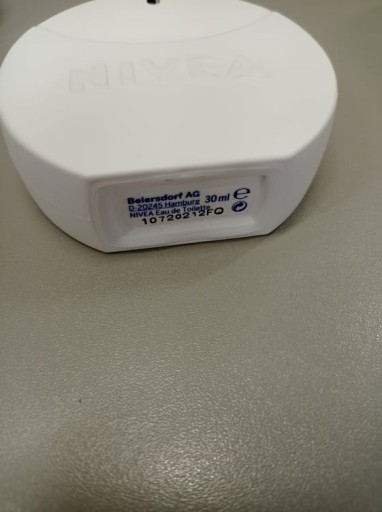 NIVEA
Beiersdorf AG
D-20245 Hamburg 30 ml ℮
NIVEA Eau de Toilette
10720212FQ